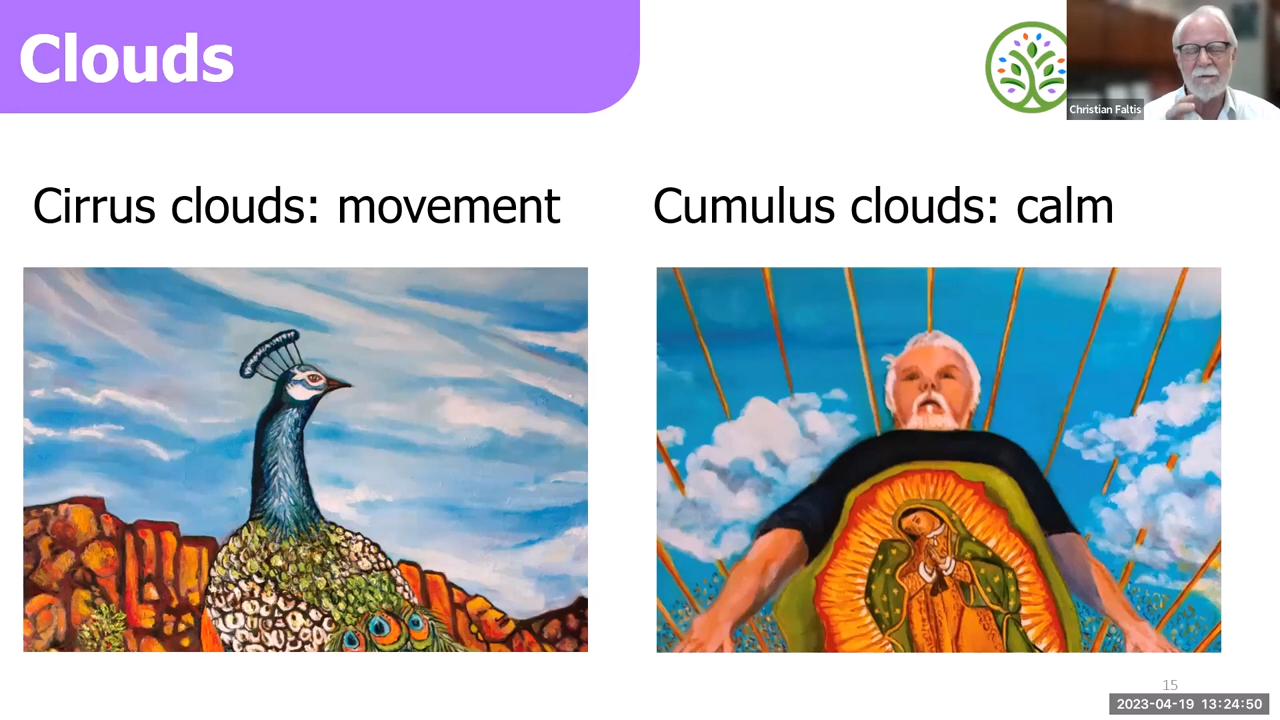 Clouds
Christian Faltis
Cirrus clouds: movement
Cumulus clouds: calm
15
2023-04-19 13:24:50